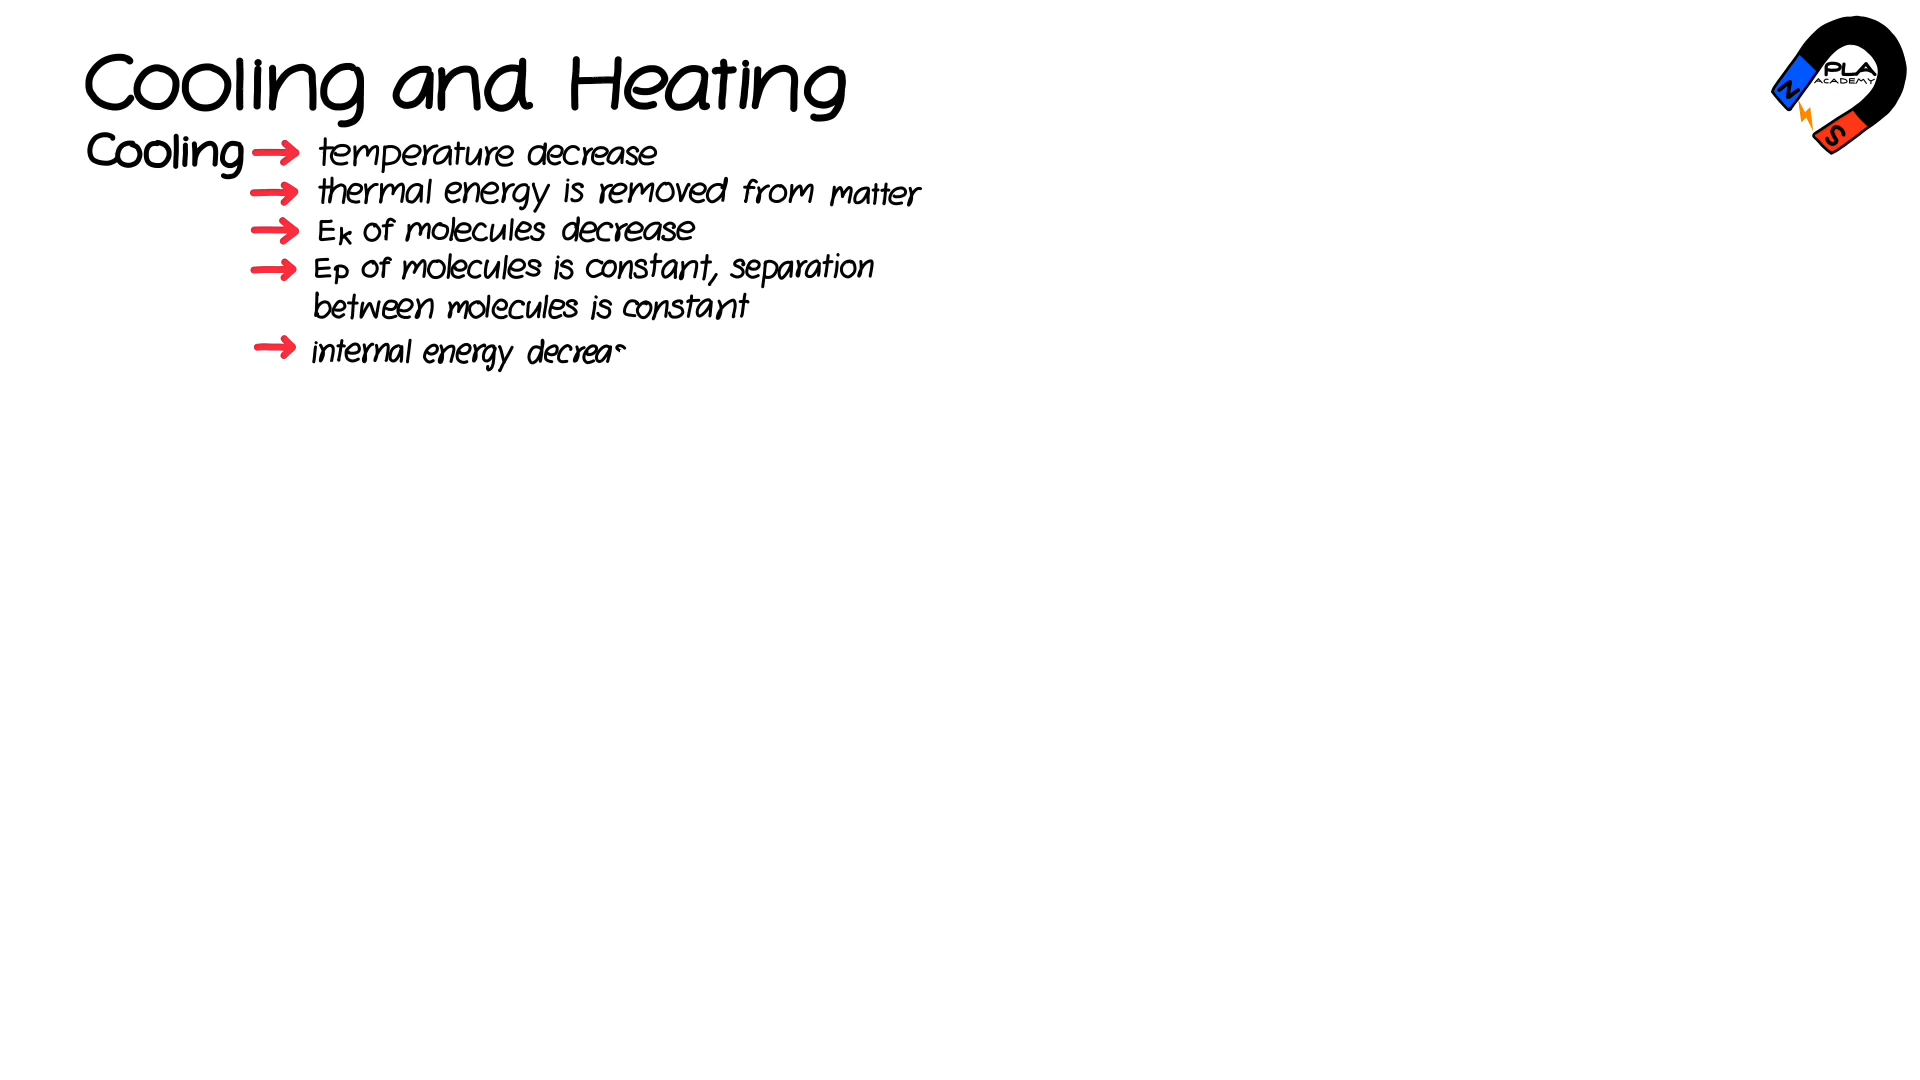 Cooling and Heating
Cooling → temperature decrease
→ thermal energy is removed from matter
→ Ek of molecules decrease
→ Ep of molecules is constant, separation
between molecules is constant
→ internal energy decreas
PLA
ACADEMY
N
S